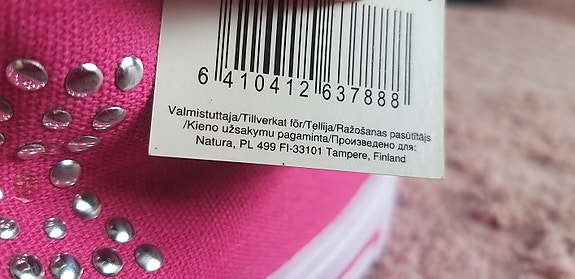 6 410412 637888
Valmistuttaja/Tillverkat för/Tellija/Ražošanas pasūtītājs
/Kieno užsakymu pagaminta/Произведено для:
Natura, PL 499 FI-33101 Tampere, Finland